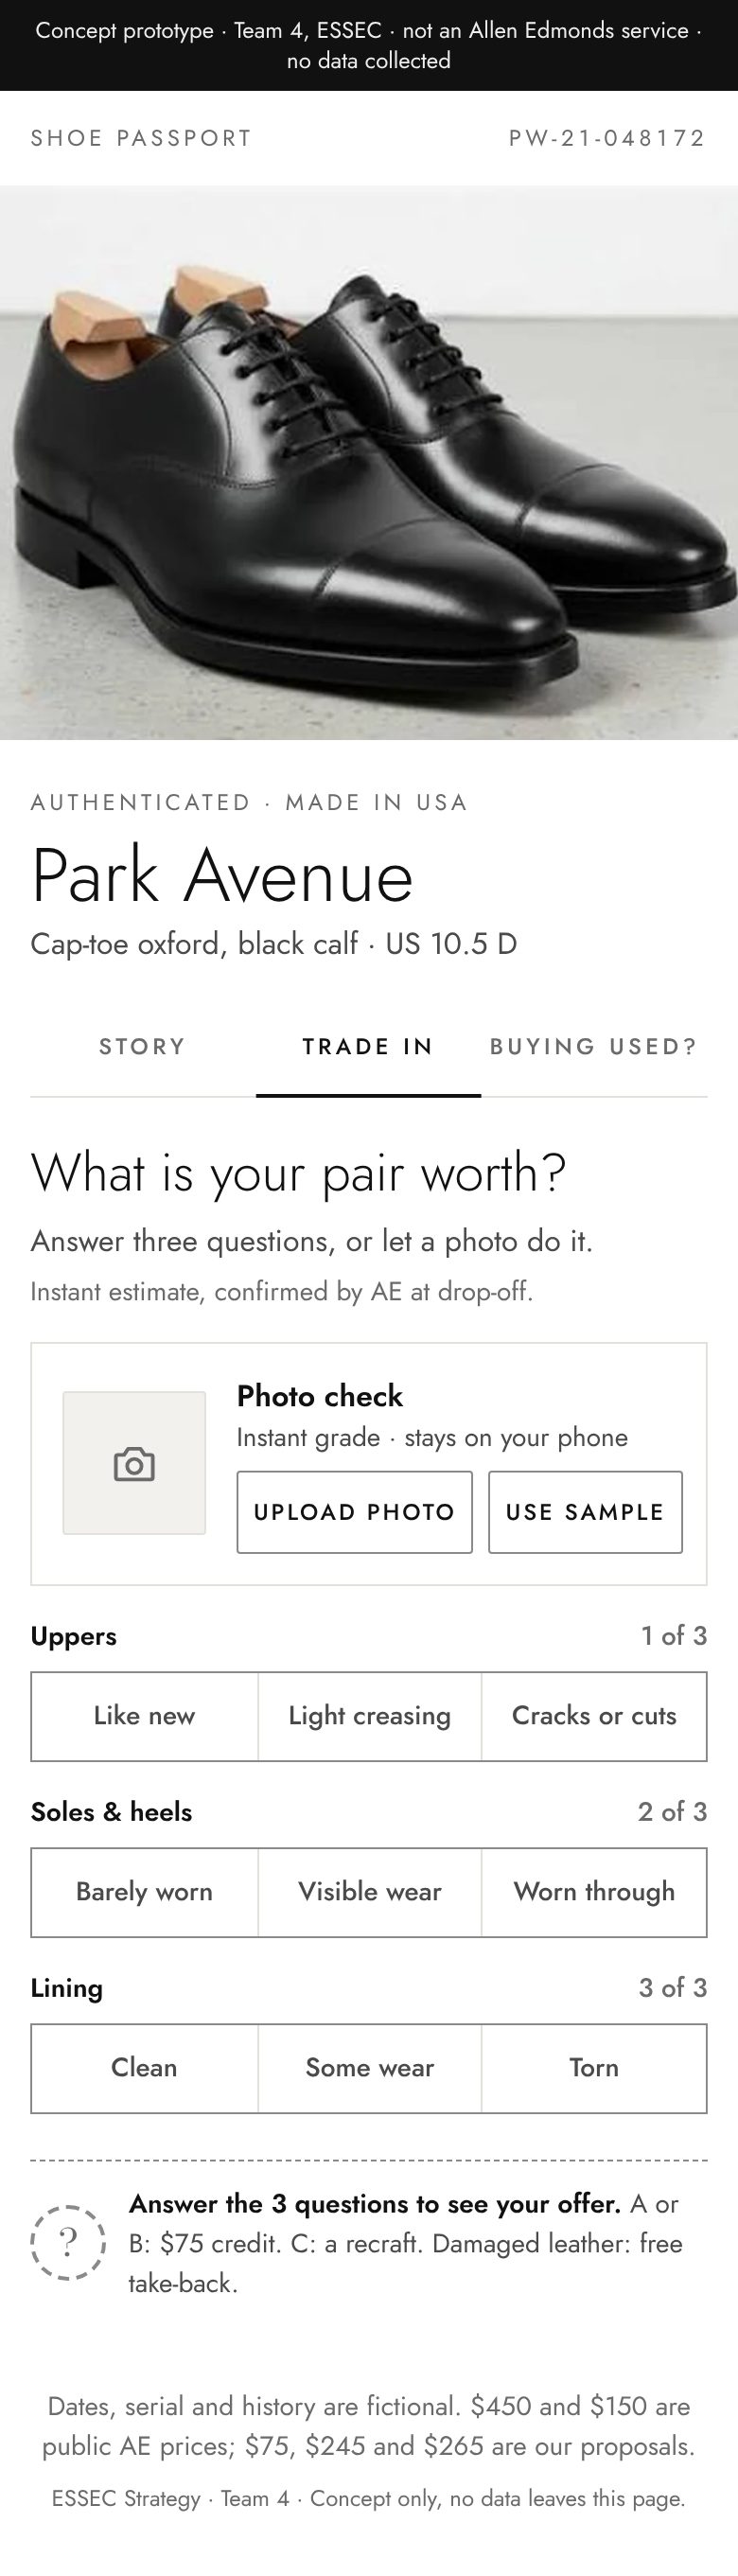 Concept prototype · Team 4, ESSEC · not an Allen Edmonds service ·
no data collected
SHOE PASSPORT
PW-21-048172
AUTHENTICATED · MADE IN USA
Park Avenue
Cap-toe oxford, black calf · US 10.5 D
STORY
TRADE IN
BUYING USED?
What is your pair worth?
Answer three questions, or let a photo do it.
Instant estimate, confirmed by AE at drop-off.
Photo check
Instant grade · stays on your phone
UPLOAD PHOTO
USE SAMPLE
Uppers
1 of 3
Like new
Light creasing
Cracks or cuts
Soles & heels
2 of 3
Barely worn
Visible wear
Worn through
Lining
3 of 3
Clean
Some wear
Torn
?
Answer the 3 questions to see your offer. A or
B: $75 credit. C: a recraft. Damaged leather: free
take-back.
Dates, serial and history are fictional. $450 and $150 are
public AE prices; $75, $245 and $265 are our proposals.
ESSEC Strategy · Team 4 · Concept only, no data leaves this page.